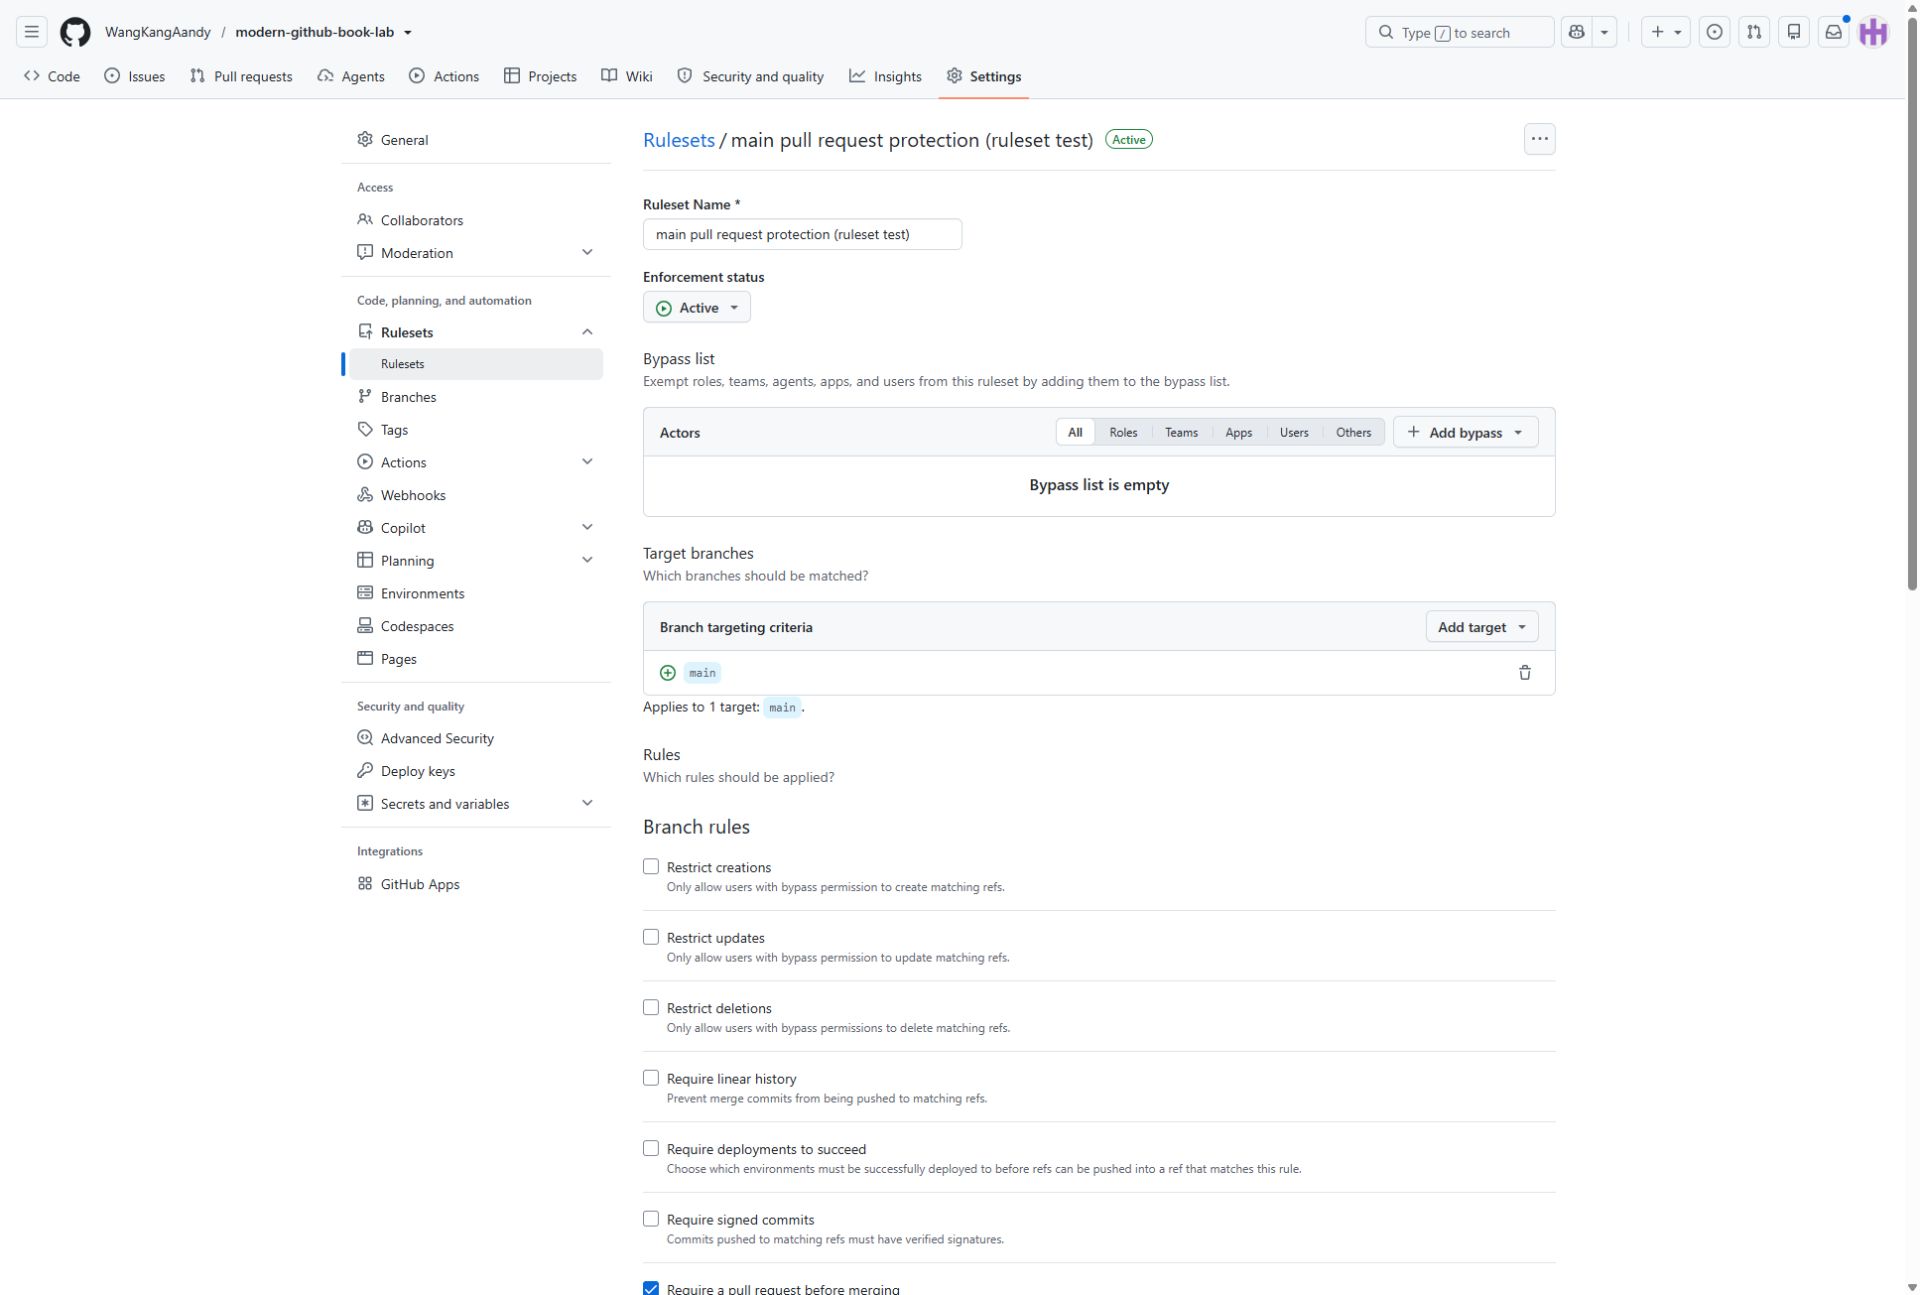 WangKangAandy / modern-github-book-lab
Type / to search
Code Issues Pull requests Agents Actions Projects Wiki Security and quality Insights Settings
General
Access
Collaborators
Moderation
Code, planning, and automation
Rulesets
Rulesets
Branches
Tags
Actions
Webhooks
Copilot
Planning
Environments
Codespaces
Pages
Security and quality
Advanced Security
Deploy keys
Secrets and variables
Integrations
GitHub Apps
Rulesets / main pull request protection (ruleset test) Active
Ruleset Name *
main pull request protection (ruleset test)
Enforcement status
Active
Bypass list
Exempt roles, teams, agents, apps, and users from this ruleset by adding them to the bypass list.
Actors All Roles Teams Apps Users Others Add bypass
Bypass list is empty
Target branches
Which branches should be matched?
Branch targeting criteria Add target
main
Applies to 1 target: main .
Rules
Which rules should be applied?
Branch rules
Restrict creations
Only allow users with bypass permission to create matching refs.
Restrict updates
Only allow users with bypass permission to update matching refs.
Restrict deletions
Only allow users with bypass permissions to delete matching refs.
Require linear history
Prevent merge commits from being pushed to matching refs.
Require deployments to succeed
Choose which environments must be successfully deployed to before refs can be pushed into a ref that matches this rule.
Require signed commits
Commits pushed to matching refs must have verified signatures.
Require a pull request before merging